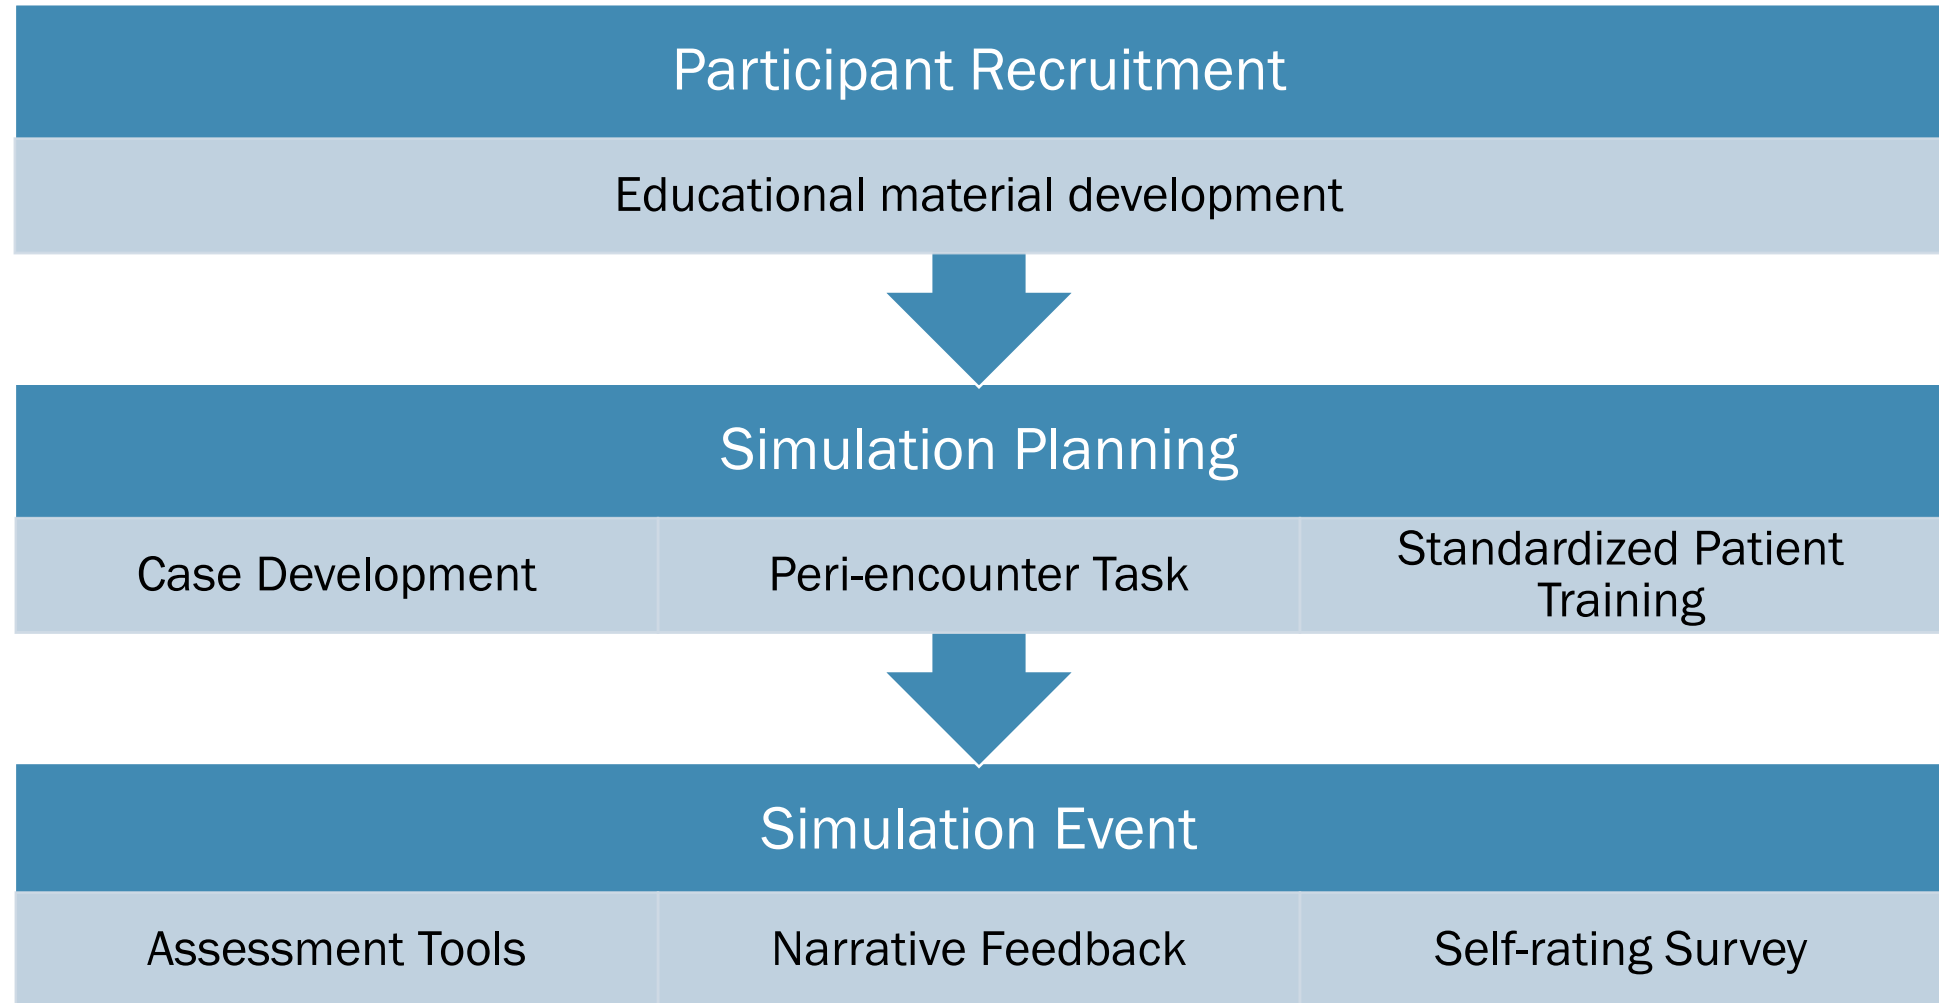 Participant Recruitment
Educational material development
Simulation Planning
Case Development
Peri-encounter Task
Standardized Patient
Training
Simulation Event
Assessment Tools
Narrative Feedback
Self-rating Survey